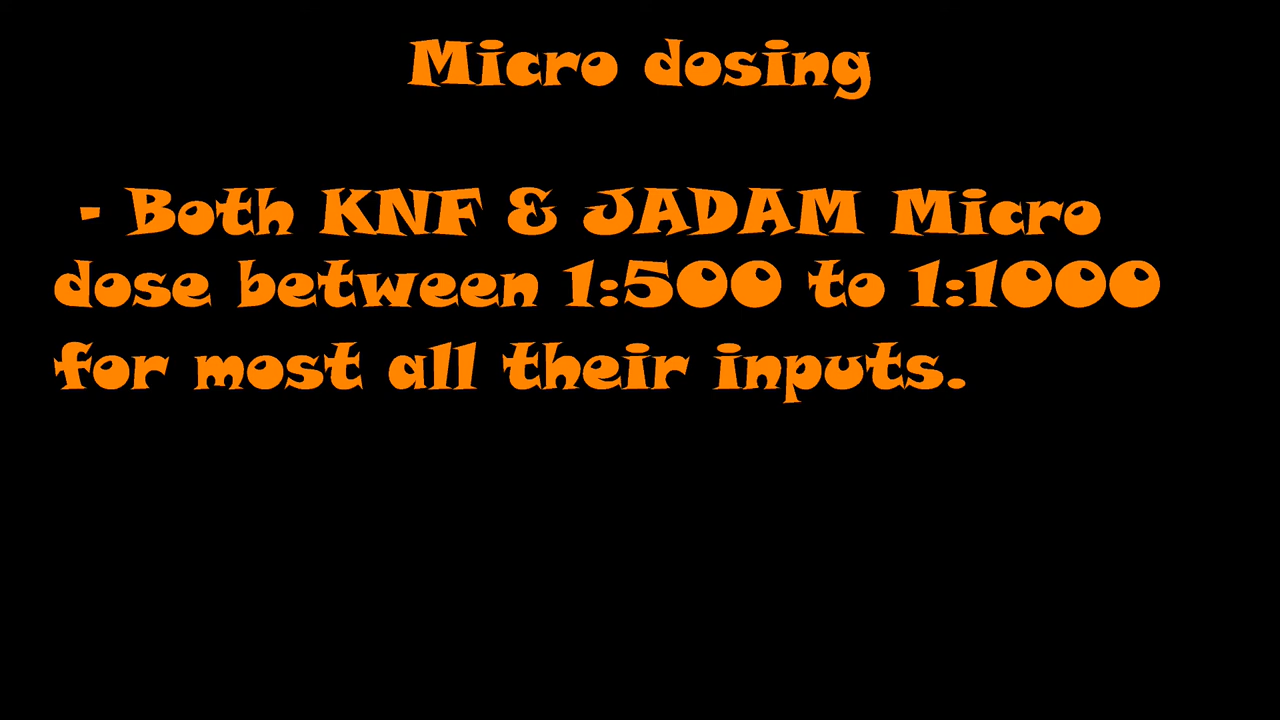 Micro dosing
- Both KNF & JADAM Micro
dose between 1:500 to 1:1000
for most all their inputs.